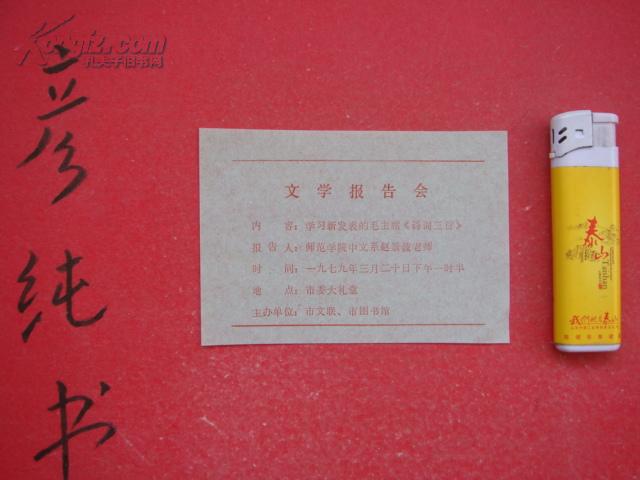 Kongfz.com
孔夫子旧书网
纯书
文学报告会
内容：学习新发表的毛主席《诗词三首》
报告人：师范学院中文系赵景波老师
时间：一九七九年三月二十日下午一时半
地点：市委大礼堂
主办单位：市文联、市图书馆
泰山
Taishan
我们的泰山